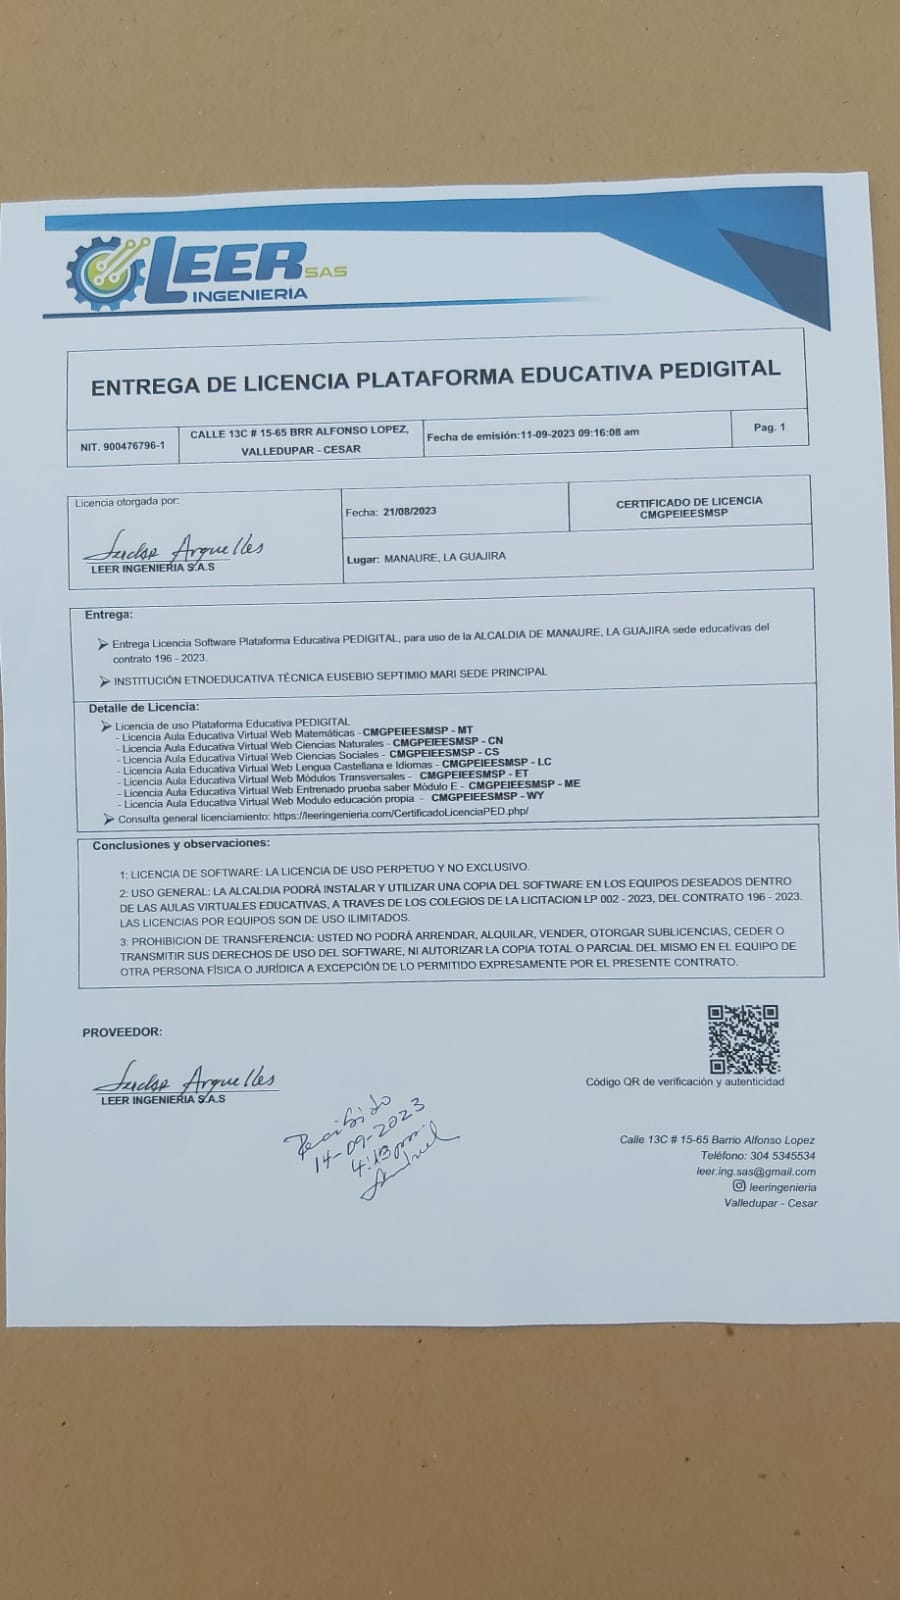 LEER SAS
INGENIERIA
ENTREGA DE LICENCIA PLATAFORMA EDUCATIVA PEDIGITAL
NIT. 900476796-1
CALLE 13C # 15-65 BRR ALFONSO LOPEZ,
VALLEDUPAR - CESAR
Fecha de emisión:11-09-2023 09:16:08 am
Pag. 1
Licencia otorgada por:
Arguelles
LEER INGENIERIA S.A.S
Fecha: 21/08/2023
CERTIFICADO DE LICENCIA
CMGPEIEESMSP
Lugar: MANAURE, LA GUAJIRA
Entrega:
➢ Entrega Licencia Software Plataforma Educativa PEDIGITAL, para uso de la ALCALDIA DE MANAURE, LA GUAJIRA sede educativas del
contrato 196 - 2023.
➢ INSTITUCIÓN ETNOEDUCATIVA TÉCNICA EUSEBIO SEPTIMIO MARI SEDE PRINCIPAL
Detalle de Licencia:
➢ Licencia de uso Plataforma Educativa PEDIGITAL
- Licencia Aula Educativa Virtual Web Matemáticas -CMGPEIEESMSP - MT
- Licencia Aula Educativa Virtual Web Ciencias Naturales - CMGPEIEESMSP - CN
- Licencia Aula Educativa Virtual Web Ciencias Sociales - CMGPEIEESMSP - CS
- Licencia Aula Educativa Virtual Web Lengua Castellana e Idiomas - CMGPEIEESMSP - LC
- Licencia Aula Educativa Virtual Web Módulos Transversales - CMGPEIEESMSP - ET
- Licencia Aula Educativa Virtual Web Entrenado prueba saber Módulo E - CMGPEIEESMSP - ME
- Licencia Aula Educativa Virtual Web Modulo educación propia - CMGPEIEESMSP - WY
➢ Consulta general licenciamiento: https://leeringenieria.com/CertificadoLicenciaPED.php/
Conclusiones y observaciones:
1: LICENCIA DE SOFTWARE: LA LICENCIA DE USO PERPETUO Y NO EXCLUSIVO.
2: USO GENERAL: LA ALCALDIA PODRÁ INSTALAR Y UTILIZAR UNA COPIA DEL SOFTWARE EN LOS EQUIPOS DESEADOS DENTRO
DE LAS AULAS VIRTUALES EDUCATIVAS, A TRAVES DE LOS COLEGIOS DE LA LICITACION LP 002 - 2023, DEL CONTRATO 196 - 2023.
LAS LICENCIAS POR EQUIPOS SON DE USO ILIMITADOS.
3: PROHIBICION DE TRANSFERENCIA: USTED NO PODRÁ ARRENDAR, ALQUILAR, VENDER, OTORGAR SUBLICENCIAS, CEDER O
TRANSMITIR SUS DERECHOS DE USO DEL SOFTWARE, NI AUTORIZAR LA COPIA TOTAL O PARCIAL DEL MISMO EN EL EQUIPO DE
OTRA PERSONA FÍSICA O JURÍDICA A EXCEPCIÓN DE LO PERMITIDO EXPRESAMENTE POR EL PRESENTE CONTRATO.
PROVEEDOR:
Arguelles
LEER INGENIERIA S.A.S
Código QR de verificación y autenticidad
Recibido
14-09-2023
4:13 pm.
Calle 13C # 15-65 Barrio Alfonso Lopez
Teléfono: 304 5345534
leer.ing.sas@gmail.com
leeringenieria
Valledupar - Cesar